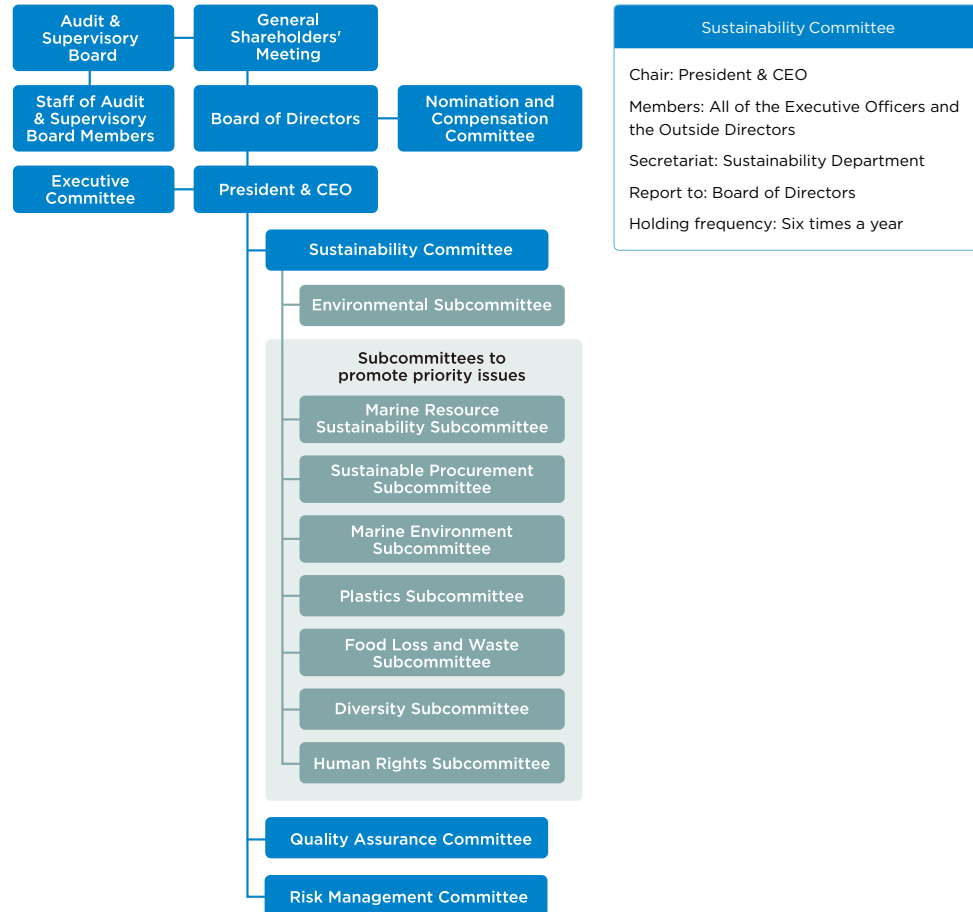 Audit &
Supervisory
Board
General
Shareholders'
Meeting
Staff of Audit
& Supervisory
Board Members
Board of Directors
Nomination and
Compensation
Committee
Executive
Committee
President & CEO
Sustainability Committee
Environmental Subcommittee
Subcommittees to
promote priority issues
Marine Resource
Sustainability Subcommittee
Sustainable Procurement
Subcommittee
Marine Environment
Subcommittee
Plastics Subcommittee
Food Loss and Waste
Subcommittee
Diversity Subcommittee
Human Rights Subcommittee
Quality Assurance Committee
Risk Management Committee
Sustainability Committee
Chair: President & CEO
Members: All of the Executive Officers and
the Outside Directors
Secretariat: Sustainability Department
Report to: Board of Directors
Holding frequency: Six times a year